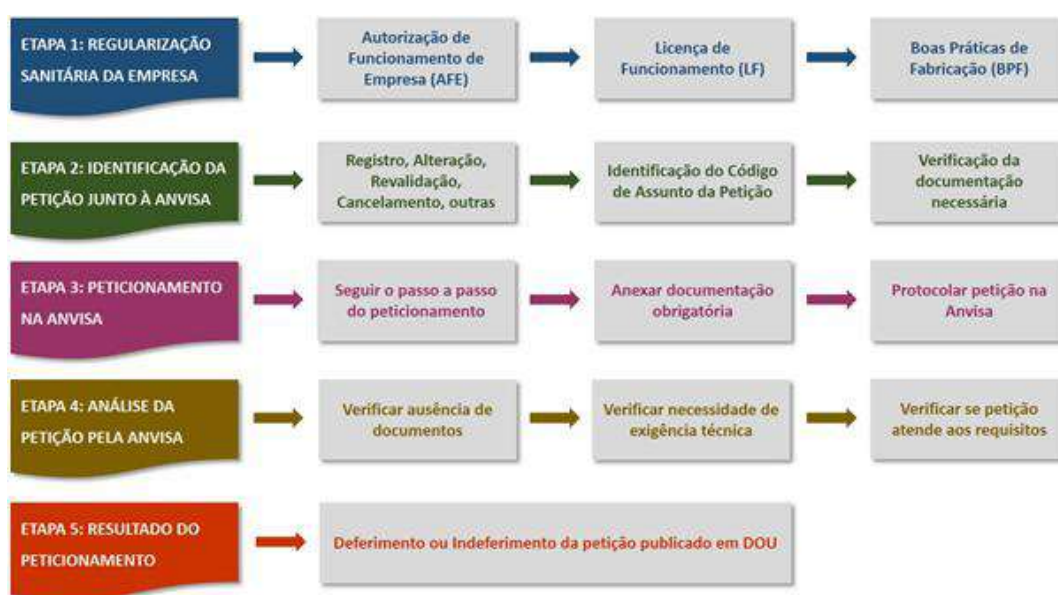 ETAPA 1: REGULARIZAÇÃO
SANITÁRIA DA EMPRESA
Autorização de
Funcionamento de
Empresa (AFE)
Licença de
Funcionamento (LF)
Boas Práticas de
Fabricação (BPF)
ETAPA 2: IDENTIFICAÇÃO DA
PETIÇÃO JUNTO À ANVISA
Registro, Alteração,
Revalidação,
Cancelamento, outras
Identificação do Código
de Assunto da Petição
Verificação da
documentação
necessária
ETAPA 3: PETICIONAMENTO
NA ANVISA
Seguir o passo a passo
do peticionamento
Anexar documentação
obrigatória
Protocolar petição na
Anvisa
ETAPA 4: ANÁLISE DA
PETIÇÃO PELA ANVISA
Verificar ausência de
documentos
Verificar necessidade de
exigência técnica
Verificar se petição
atende aos requisitos
ETAPA 5: RESULTADO DO
PETICIONAMENTO
Deferimento ou Indeferimento da petição publicado em DOU